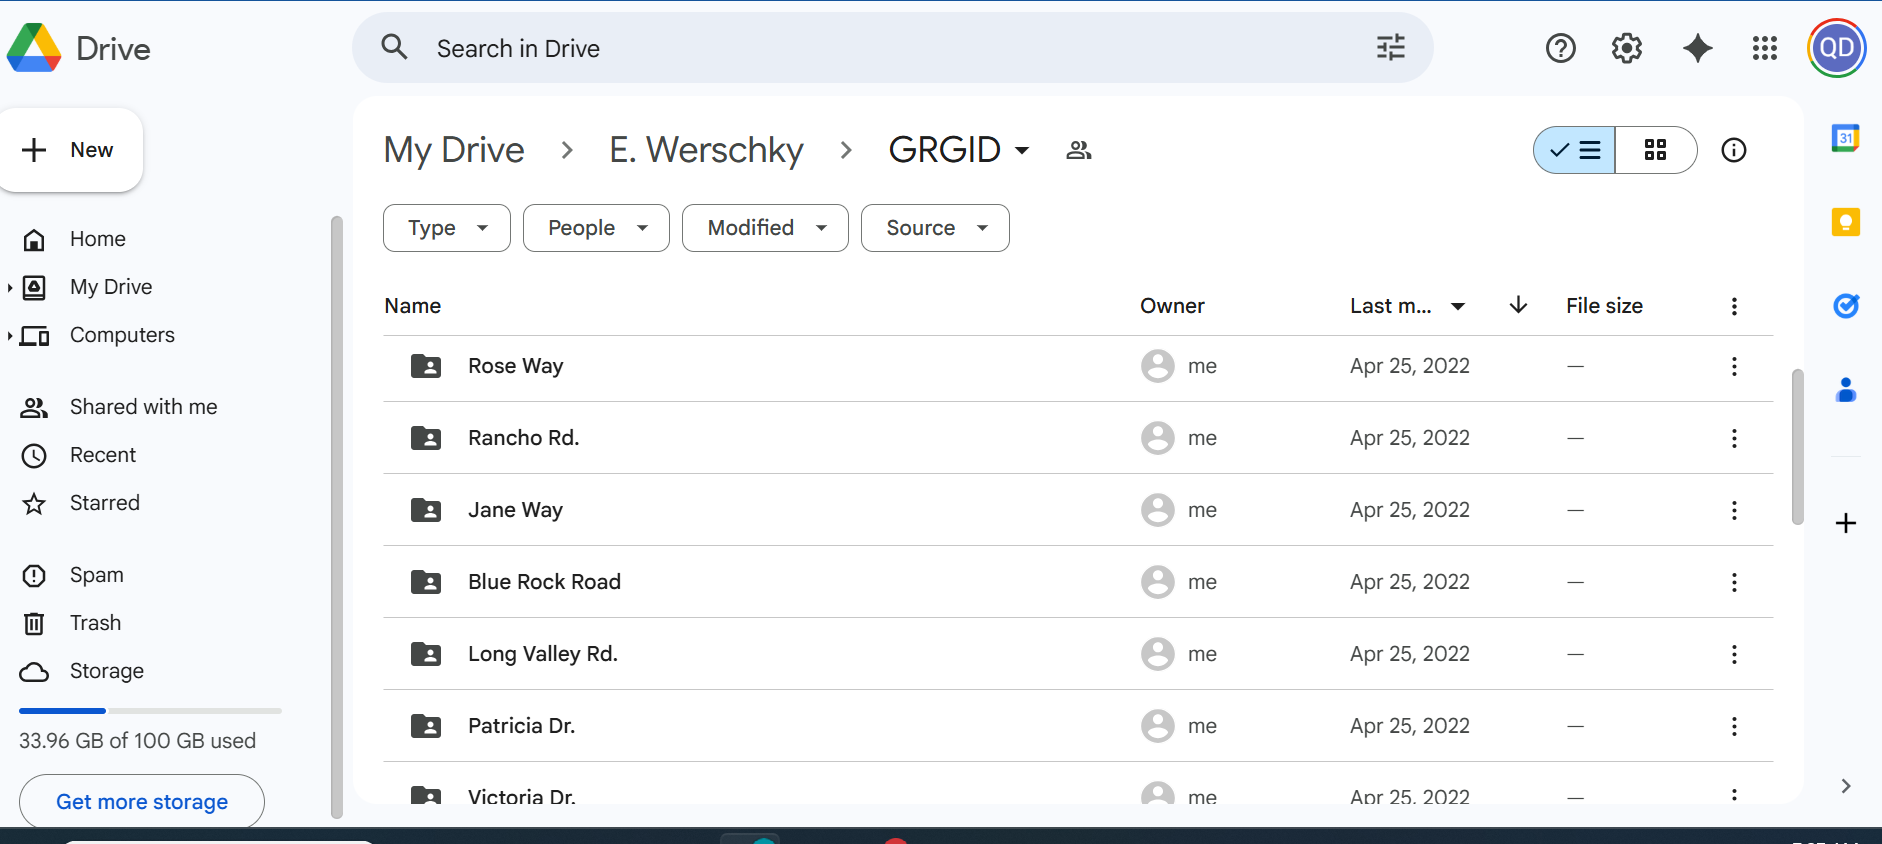 Drive
Search in Drive
QD
New
My Drive
E. Werschky
GRGID
31
Type
People
Modified
Source
Home
My Drive
Computers
Shared with me
Recent
Starred
Spam
Trash
Storage
33.96 GB of 100 GB used
Get more storage
Name Owner Last m... File size
Rose Way me Apr 25, 2022 —
Rancho Rd. me Apr 25, 2022 —
Jane Way me Apr 25, 2022 —
Blue Rock Road me Apr 25, 2022 —
Long Valley Rd. me Apr 25, 2022 —
Patricia Dr. me Apr 25, 2022 —
Victoria Dr. me Apr 25, 2022 —